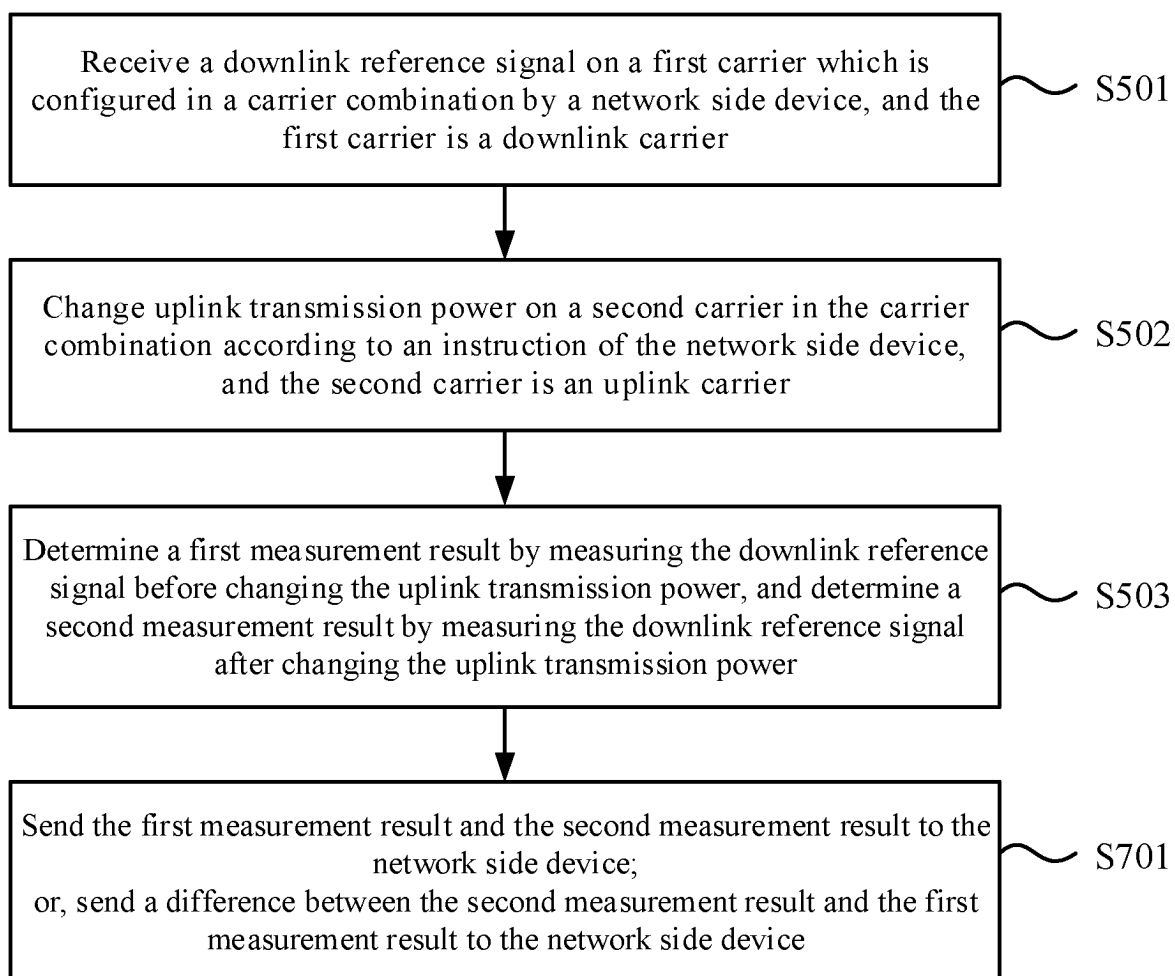 Receive a downlink reference signal on a first carrier which is
configured in a carrier combination by a network side device, and the
first carrier is a downlink carrier
S501
Change uplink transmission power on a second carrier in the carrier
combination according to an instruction of the network side device,
and the second carrier is an uplink carrier
S502
Determine a first measurement result by measuring the downlink reference
signal before changing the uplink transmission power, and determine a
second measurement result by measuring the downlink reference signal
after changing the uplink transmission power
S503
Send the first measurement result and the second measurement result to the
network side device;
or, send a difference between the second measurement result and the first
measurement result to the network side device
S701